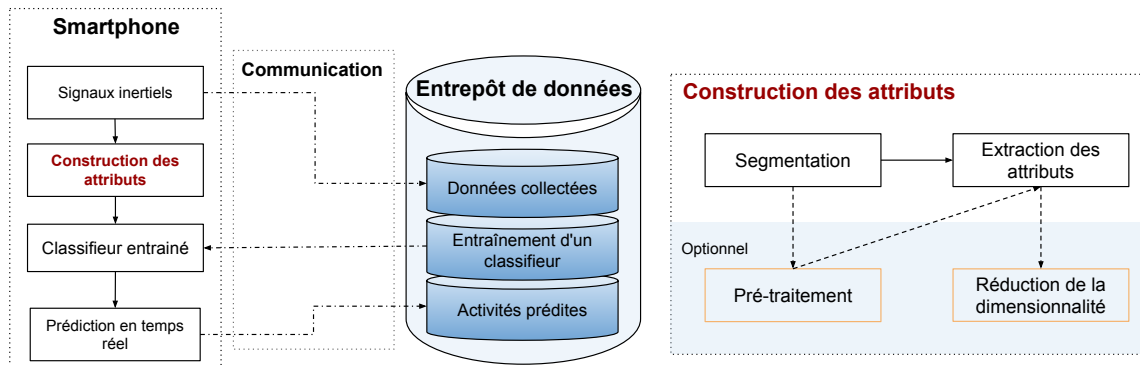 Smartphone
Signaux inertiels
Construction des
attributs
Classifieur entrainé
Prédiction en temps
réel
Communication
Entrepôt de données
Données collectées
Entraînement d'un
classifieur
Activités prédites
Construction des attributs
Segmentation
Extraction des
attributs
Optionnel
Pré-traitement
Réduction de la
dimensionnalité